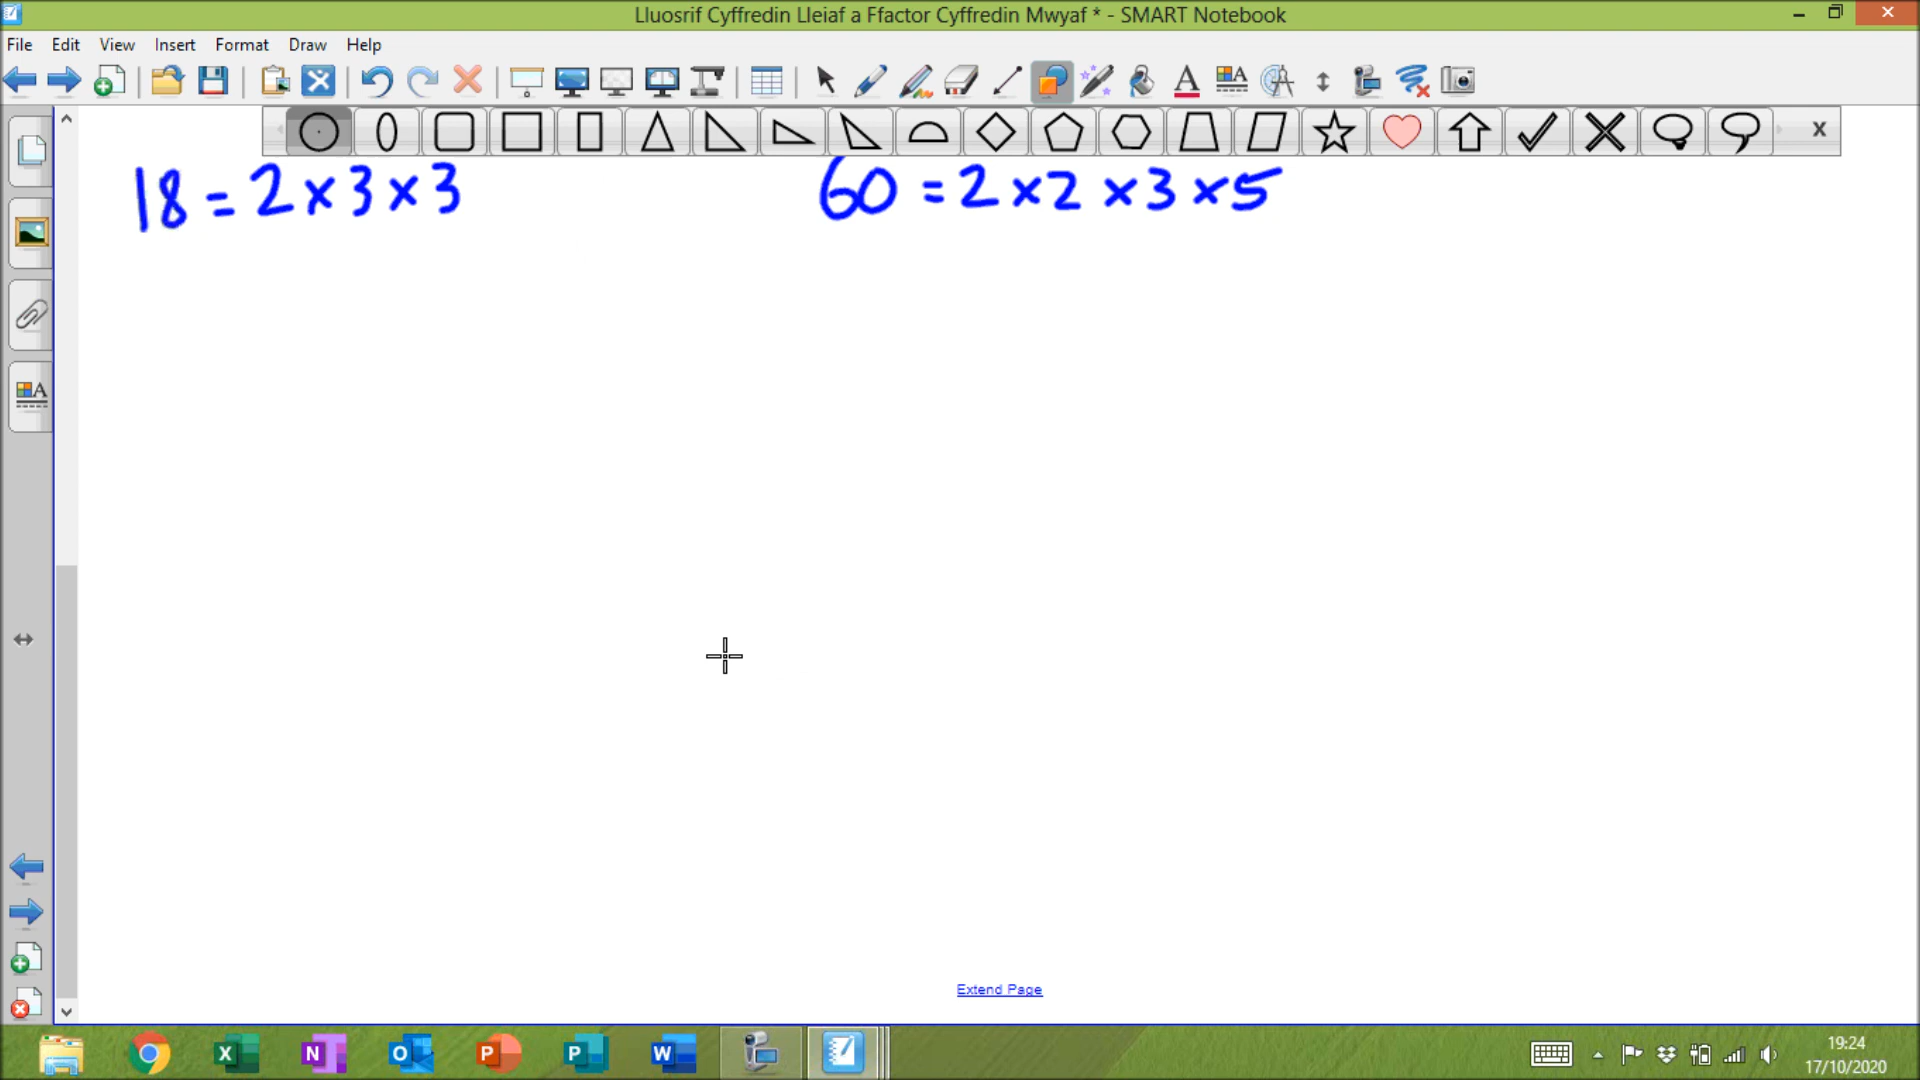 Lluosrif Cyffredin Lleiaf a Ffactor Cyffredin Mwyaf * - SMART Notebook
File Edit View Insert Format Draw Help
x
18 = 2 × 3 × 3
60 = 2 × 2 × 3 × 5
Extend Page
19:24
17/10/2020